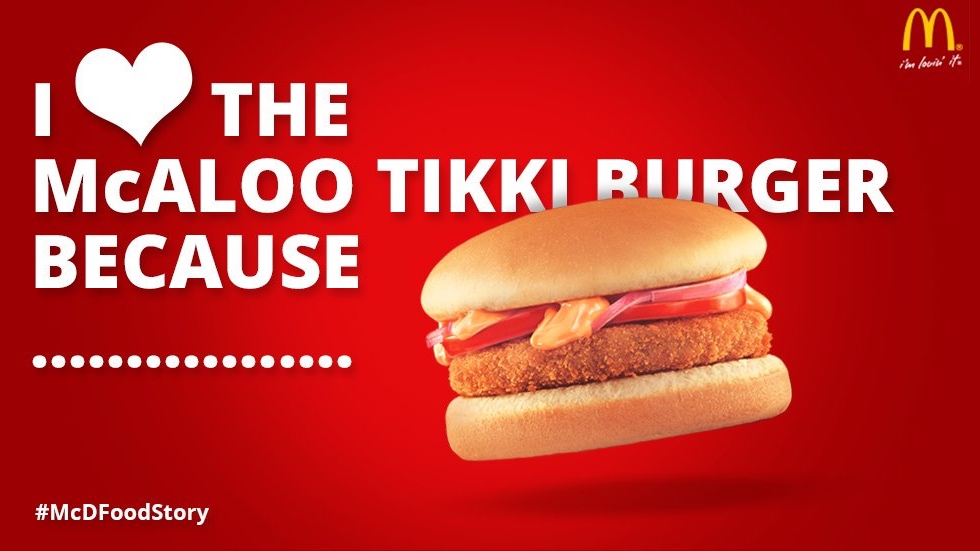 I ♥ THE
McALOO TIKKI BURGER
BECAUSE
.................
#McDFoodStory
M
i'm lovin' it